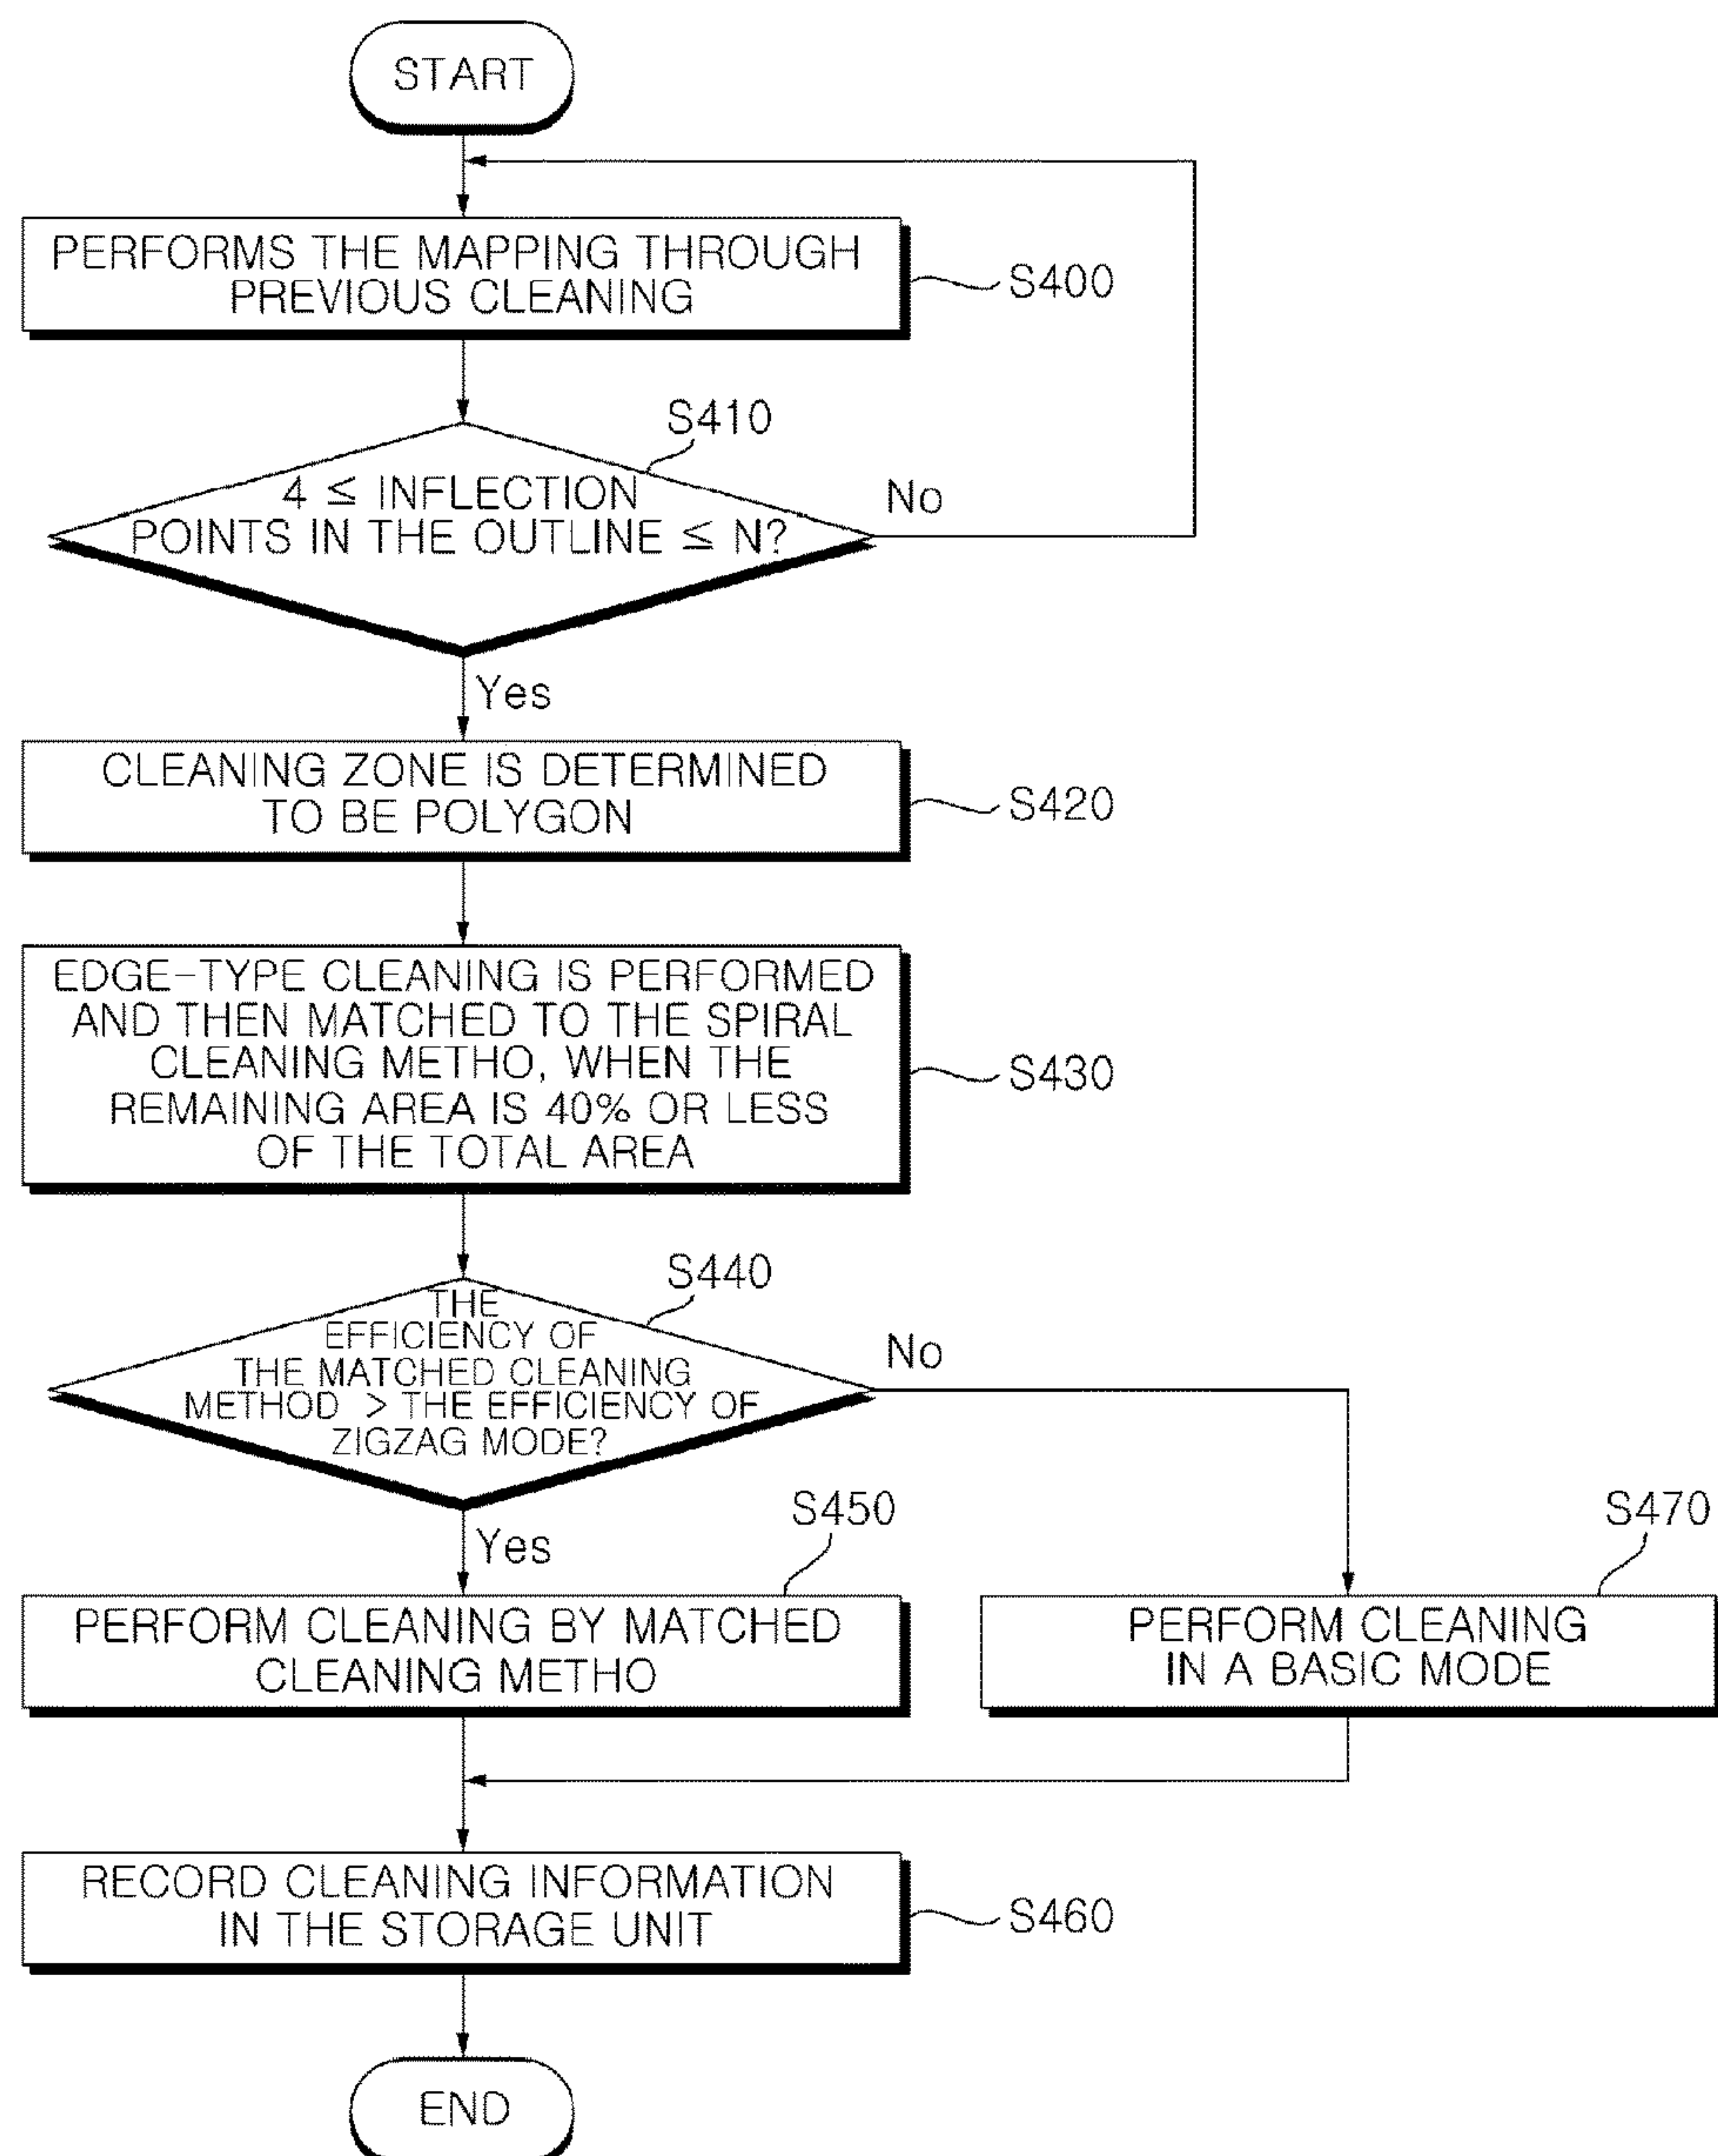 START
PERFORMS THE MAPPING THROUGH
PREVIOUS CLEANING
S400
S410
4 ≤ INFLECTION
POINTS IN THE OUTLINE ≤ N?
No
Yes
CLEANING ZONE IS DETERMINED
TO BE POLYGON
S420
EDGE-TYPE CLEANING IS PERFORMED
AND THEN MATCHED TO THE SPIRAL
CLEANING METHO, WHEN THE
REMAINING AREA IS 40% OR LESS
OF THE TOTAL AREA
S430
S440
THE
EFFICIENCY OF
THE MATCHED CLEANING
METHOD > THE EFFICIENCY OF
ZIGZAG MODE?
No
Yes
S450
PERFORM CLEANING BY MATCHED
CLEANING METHO
S470
PERFORM CLEANING
IN A BASIC MODE
RECORD CLEANING INFORMATION
IN THE STORAGE UNIT
S460
END